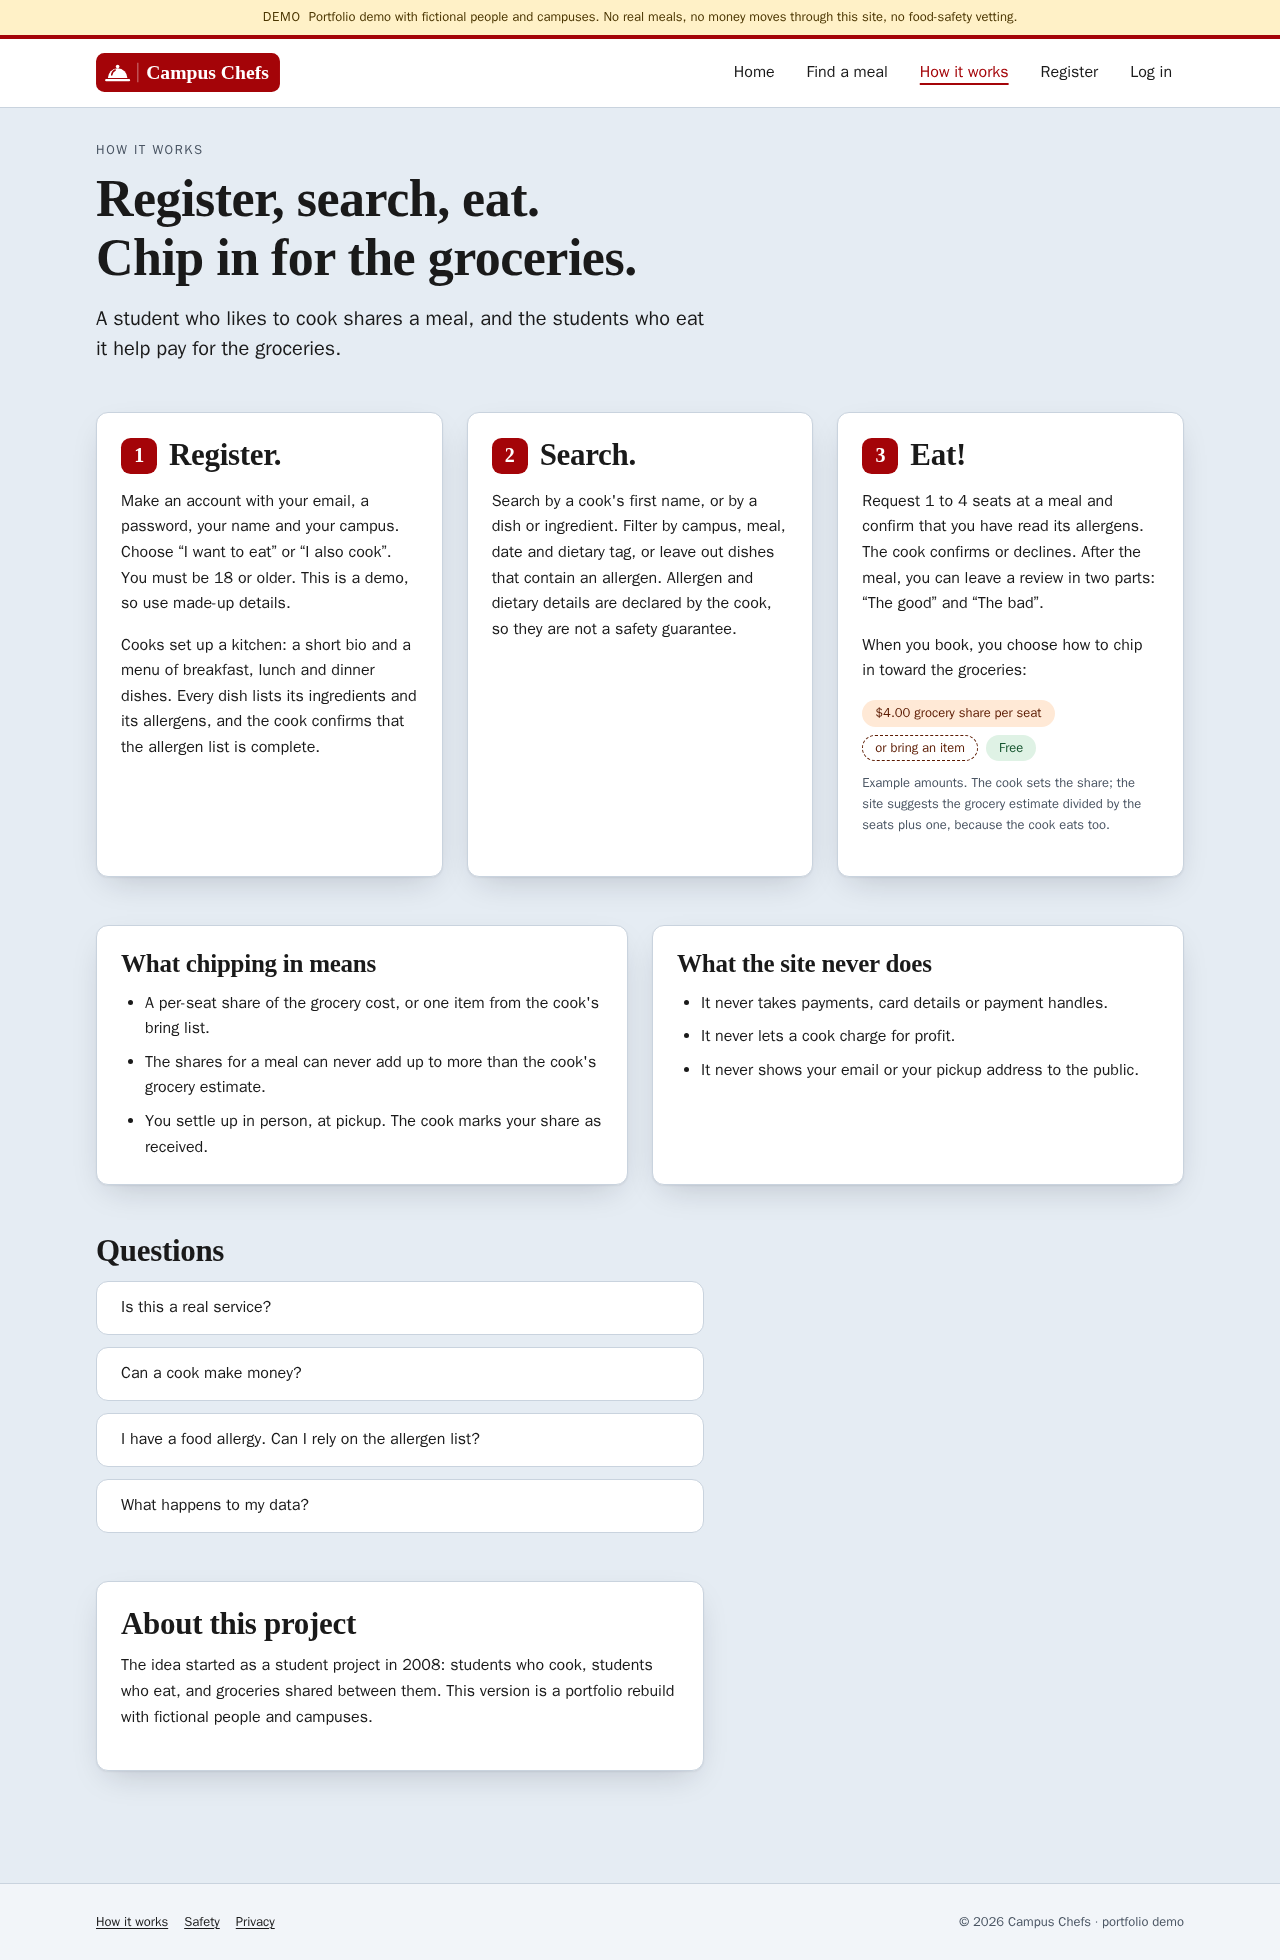 DEMO Portfolio demo with fictional people and campuses. No real meals, no money moves through this site, no food-safety vetting.
Campus Chefs
Home
Find a meal
How it works
Register
Log in
HOW IT WORKS
Register, search, eat.
Chip in for the groceries.
A student who likes to cook shares a meal, and the students who eat
it help pay for the groceries.
1 Register.
Make an account with your email, a
password, your name and your campus.
Choose “I want to eat” or “I also cook”.
You must be 18 or older. This is a demo,
so use made-up details.
Cooks set up a kitchen: a short bio and a
menu of breakfast, lunch and dinner
dishes. Every dish lists its ingredients and
its allergens, and the cook confirms that
the allergen list is complete.
2 Search.
Search by a cook's first name, or by a
dish or ingredient. Filter by campus, meal,
date and dietary tag, or leave out dishes
that contain an allergen. Allergen and
dietary details are declared by the cook,
so they are not a safety guarantee.
3 Eat!
Request 1 to 4 seats at a meal and
confirm that you have read its allergens.
The cook confirms or declines. After the
meal, you can leave a review in two parts:
“The good” and “The bad”.
When you book, you choose how to chip
in toward the groceries:
$4.00 grocery share per seat
or bring an item
Free
Example amounts. The cook sets the share; the
site suggests the grocery estimate divided by the
seats plus one, because the cook eats too.
What chipping in means
• A per-seat share of the grocery cost, or one item from the cook's
bring list.
• The shares for a meal can never add up to more than the cook's
grocery estimate.
• You settle up in person, at pickup. The cook marks your share as
received.
What the site never does
• It never takes payments, card details or payment handles.
• It never lets a cook charge for profit.
• It never shows your email or your pickup address to the public.
Questions
Is this a real service?
Can a cook make money?
I have a food allergy. Can I rely on the allergen list?
What happens to my data?
About this project
The idea started as a student project in 2008: students who cook, students
who eat, and groceries shared between them. This version is a portfolio rebuild
with fictional people and campuses.
How it works
Safety
Privacy
© 2026 Campus Chefs · portfolio demo